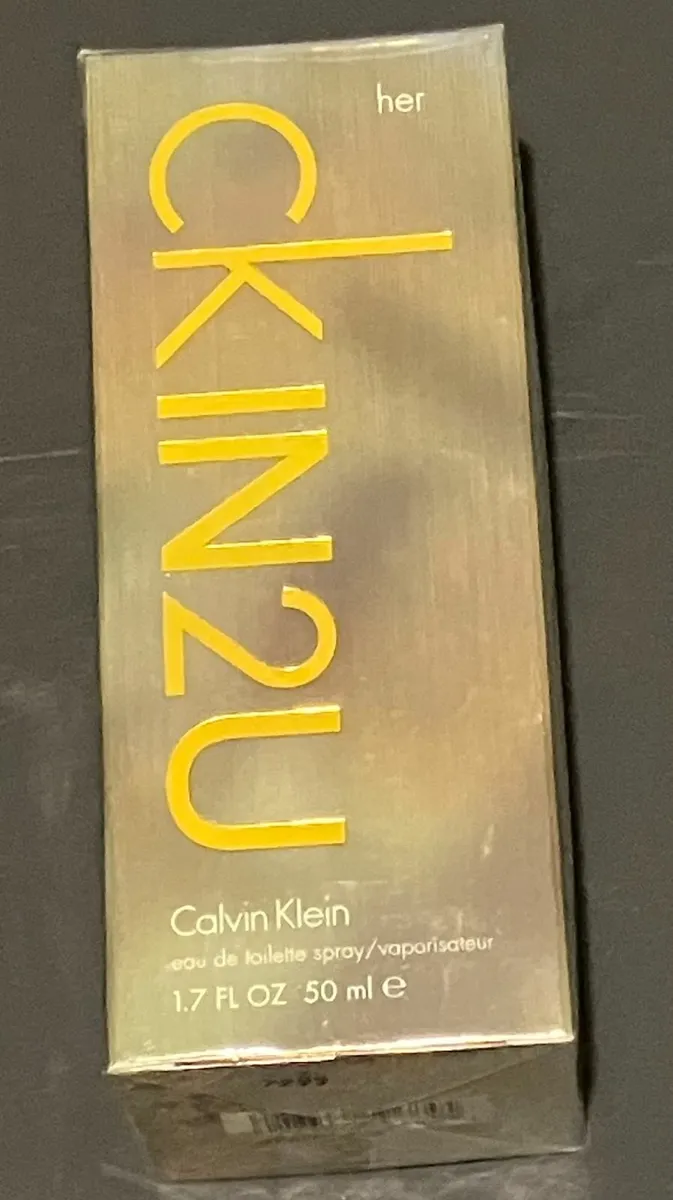 her
ckIN2U
Calvin Klein
eau de toilette spray/vaporisateur
1.7 FL OZ 50 ml ℮